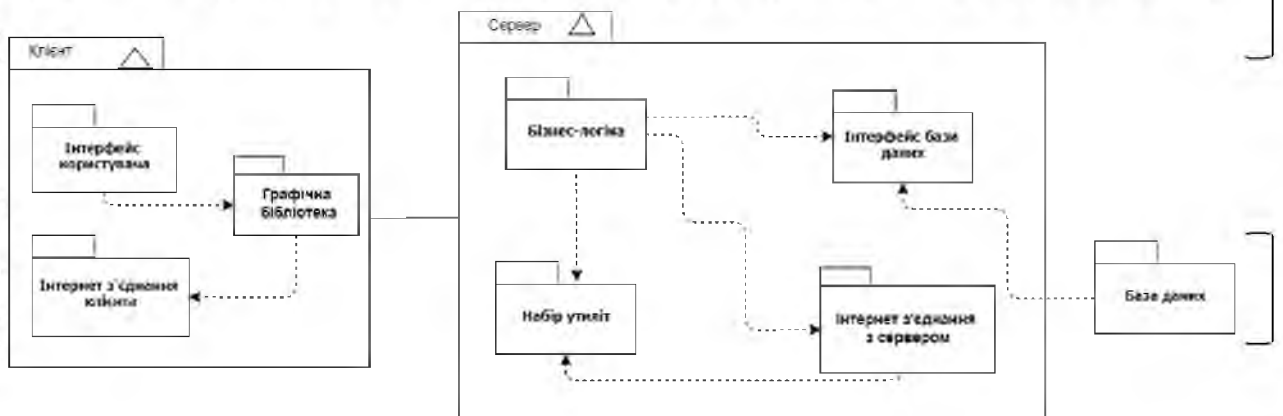 Клієнт
Сервер
Інтерфейс
користувача
Графічна
бібліотека
Інтернет з'єднання
клієнта
Бізнес-логіка
Інтерфейс бази
даних
Набір утиліт
Інтернет з'єднання
з сервером
База даних